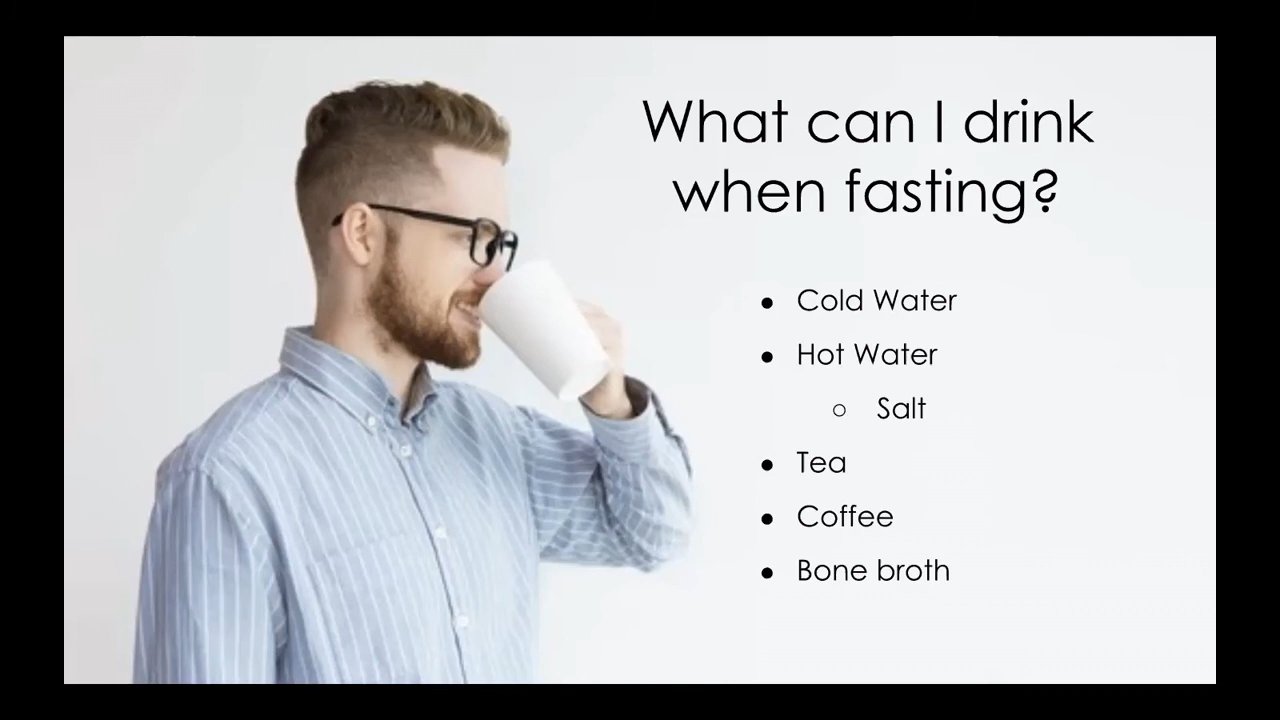 What can I drink
when fasting?
● Cold Water
● Hot Water
○ Salt
● Tea
● Coffee
● Bone broth